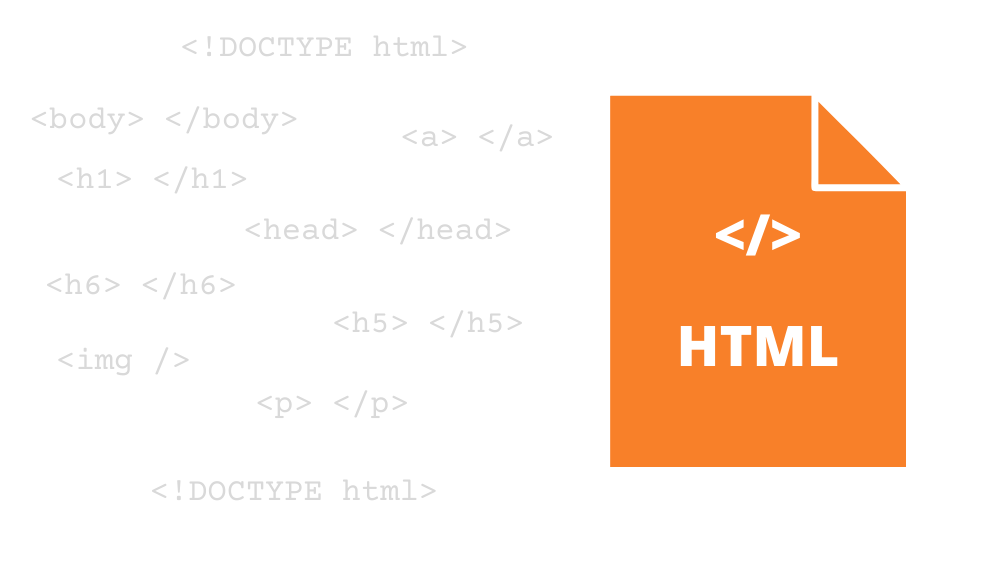 <!DOCTYPE html>
<body> </body>
<a> </a>
<h1> </h1>
<head> </head>
<h6> </h6>
<h5> </h5>
<img />
<p> </p>
<!DOCTYPE html>
</>
HTML